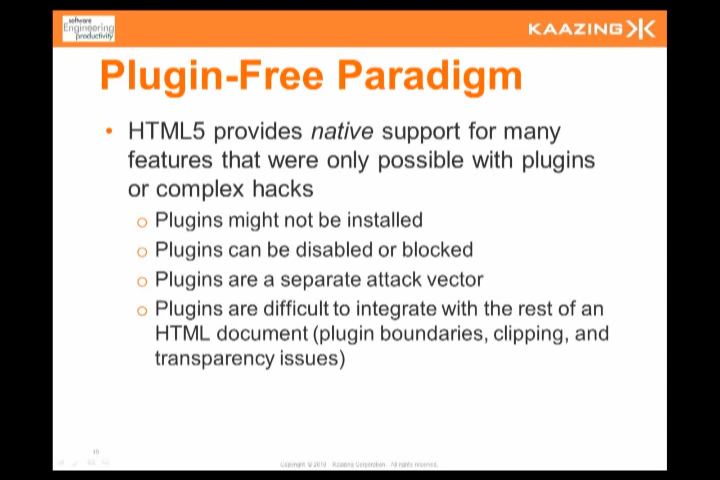 software
Engineering
productivity
KAAZING
Plugin-Free Paradigm
• HTML5 provides native support for many
features that were only possible with plugins
or complex hacks
o Plugins might not be installed
o Plugins can be disabled or blocked
o Plugins are a separate attack vector
o Plugins are difficult to integrate with the rest of an
HTML document (plugin boundaries, clipping, and
transparency issues)
Copyright © 2010 Kaazing Corporation. All rights reserved.